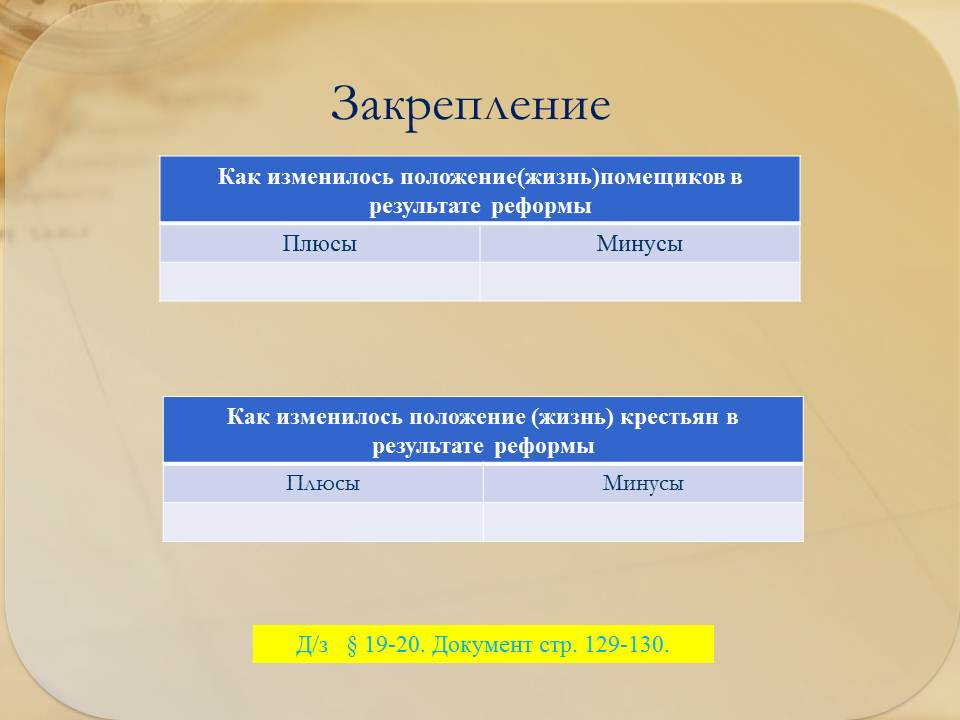 Закрепление
Как изменилось положение(жизнь)помещиков в
результате реформы
Плюсы Минусы
Как изменилось положение (жизнь) крестьян в
результате реформы
Плюсы Минусы
Д/з § 19-20. Документ стр. 129-130.